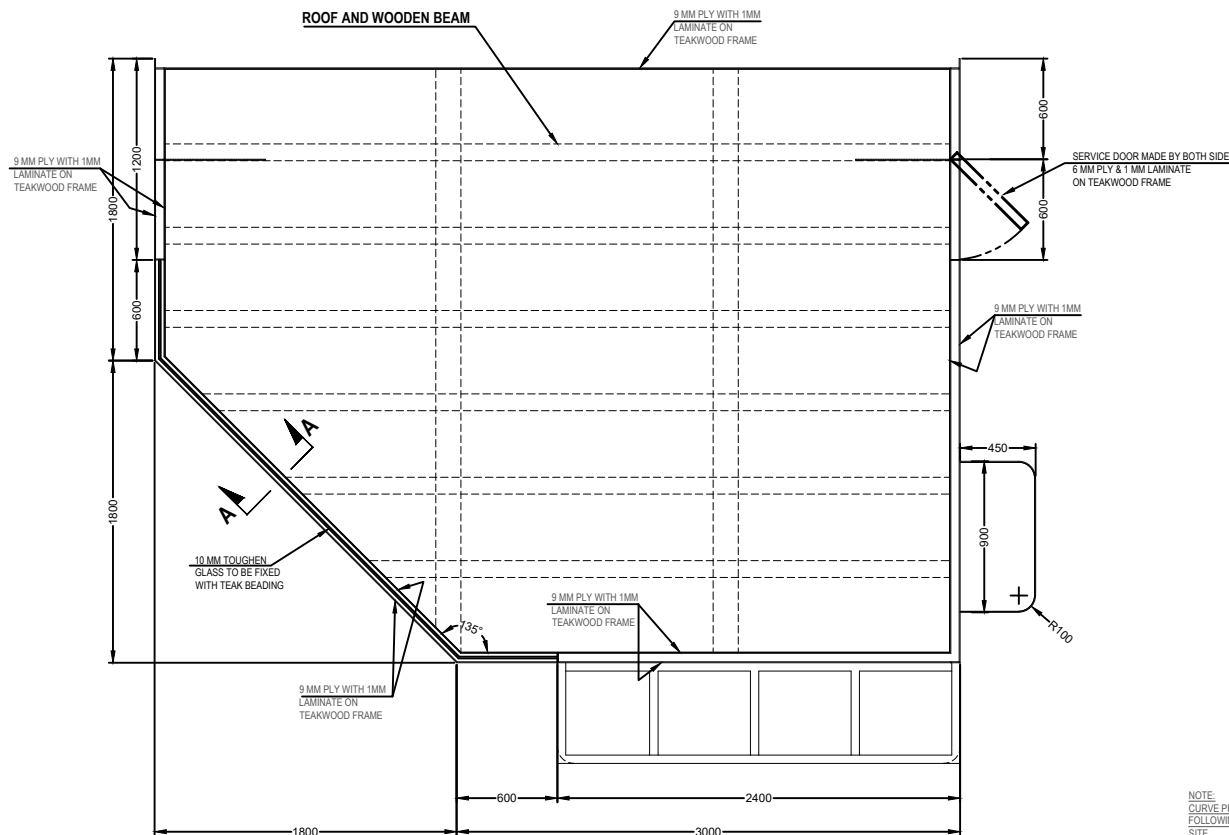 ROOF AND WOODEN BEAM
9 MM PLY WITH 1MM
LAMINATE ON
TEAKWOOD FRAME
9 MM PLY WITH 1MM
LAMINATE ON
TEAKWOOD FRAME
1800
1200
600
600
600
SERVICE DOOR MADE BY BOTH SIDE
6 MM PLY & 1 MM LAMINATE
ON TEAKWOOD FRAME
9 MM PLY WITH 1MM
LAMINATE ON
TEAKWOOD FRAME
A
A
1800
450
900
R100
10 MM TOUGHEN
GLASS TO BE FIXED
WITH TEAK BEADING
135°
9 MM PLY WITH 1MM
LAMINATE ON
TEAKWOOD FRAME
9 MM PLY WITH 1MM
LAMINATE ON
TEAKWOOD FRAME
600
2400
1800
3000
NOTE:
CURVE